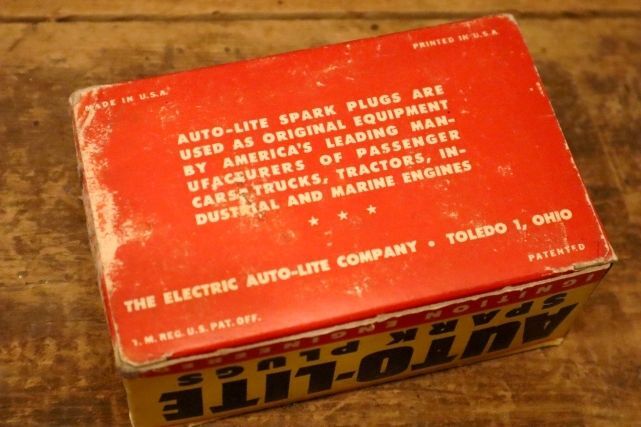 MADE IN U.S.A.
PRINTED IN U.S.A
AUTO-LITE SPARK PLUGS ARE
USED AS ORIGINAL EQUIPMENT
BY AMERICA'S LEADING MAN-
UFACTURERS OF PASSENGER
CARS, TRUCKS, TRACTORS, IN-
DUSTRIAL AND MARINE ENGINES
★ ★ ★
THE ELECTRIC AUTO-LITE COMPANY • TOLEDO 1, OHIO
PATENTED
T. M. REG. U.S. PAT. OFF.
IGNITION ENGINEERED
SPARK PLUGS
AUTO-LITE